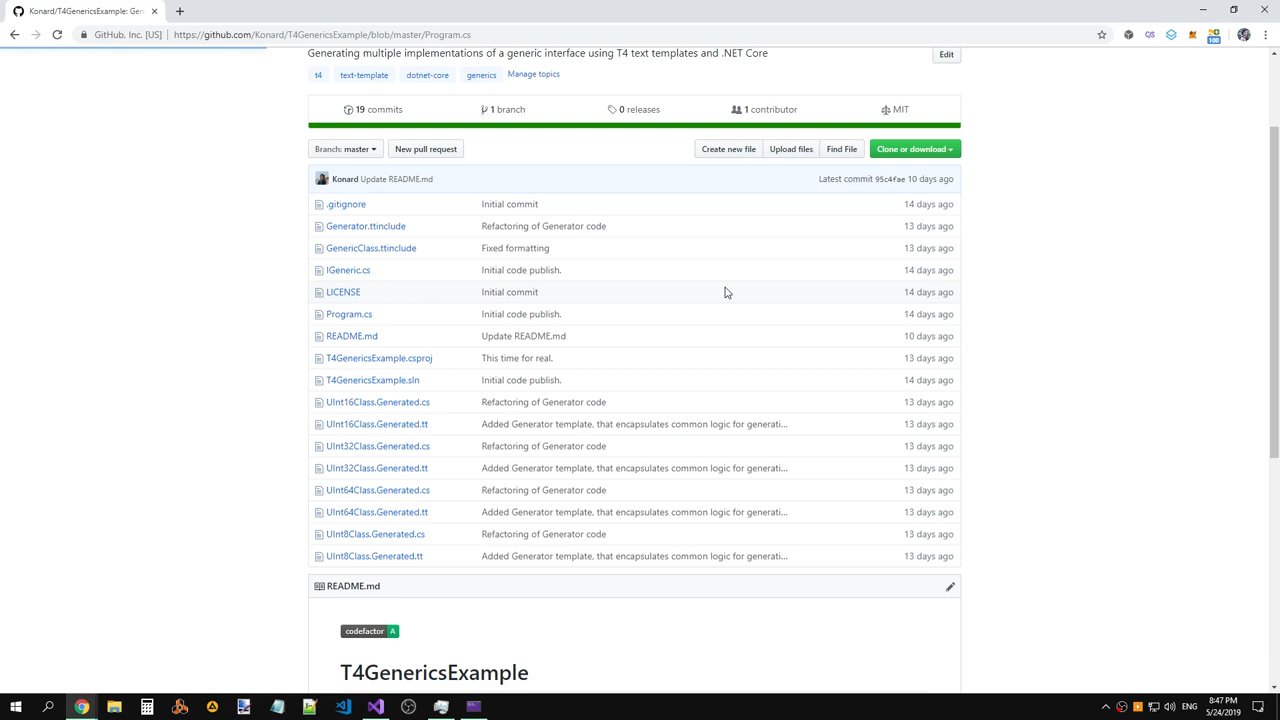 Konard/T4GenericsExample: Gen
GitHub, Inc. [US]
https://github.com/Konard/T4GenericsExample/blob/master/Program.cs
100
Generating multiple implementations of a generic interface using T4 text templates and .NET Core
Edit
t4 text-template dotnet-core generics Manage topics
19 commits 1 branch 0 releases 1 contributor MIT
Branch: master New pull request Create new file Upload files Find File Clone or download
Konard Update README.md Latest commit 95c4fae 10 days ago
.gitignore Initial commit 14 days ago
Generator.ttinclude Refactoring of Generator code 13 days ago
GenericClass.ttinclude Fixed formatting 13 days ago
IGeneric.cs Initial code publish. 14 days ago
LICENSE Initial commit 14 days ago
Program.cs Initial code publish. 14 days ago
README.md Update README.md 10 days ago
T4GenericsExample.csproj This time for real. 13 days ago
T4GenericsExample.sln Initial code publish. 14 days ago
UInt16Class.Generated.cs Refactoring of Generator code 13 days ago
UInt16Class.Generated.tt Added Generator template, that encapsulates common logic for generati... 13 days ago
UInt32Class.Generated.cs Refactoring of Generator code 13 days ago
UInt32Class.Generated.tt Added Generator template, that encapsulates common logic for generati... 13 days ago
UInt64Class.Generated.cs Refactoring of Generator code 13 days ago
UInt64Class.Generated.tt Added Generator template, that encapsulates common logic for generati... 13 days ago
UInt8Class.Generated.cs Refactoring of Generator code 13 days ago
UInt8Class.Generated.tt Added Generator template, that encapsulates common logic for generati... 13 days ago
README.md
codefactor A
T4GenericsExample
ENG
8:47 PM
5/24/2019